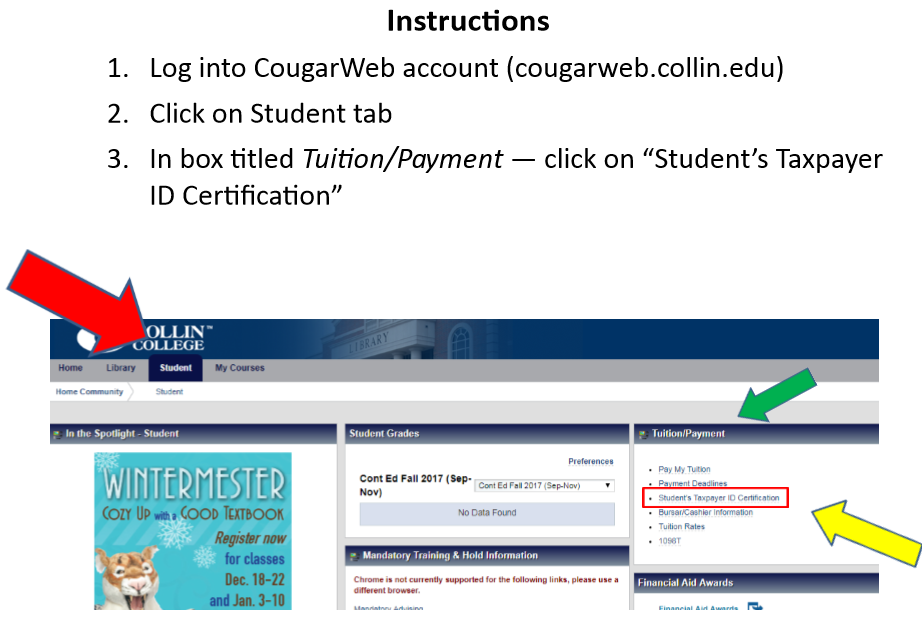 Instructions
1. Log into CougarWeb account (cougarweb.collin.edu)
2. Click on Student tab
3. In box titled Tuition/Payment — click on “Student’s Taxpayer
ID Certification”
OLLIN™
COLLEGE
LIBRARY
Home Library Student My Courses
Home Community Student
In the Spotlight - Student
WINTERMESTER
COZY UP with a GOOD TEXTBOOK
Register now
for classes
Dec. 18-22
and Jan. 3-10
Student Grades
Preferences
Cont Ed Fall 2017 (Sep-
Nov)
Cont Ed Fall 2017 (Sep-Nov)
No Data Found
Mandatory Training & Hold Information
Chrome is not currently supported for the following links, please use a
different browser.
Mandatory Advising
Tuition/Payment
Pay My Tuition
Payment Deadlines
Student's Taxpayer ID Certification
Bursar/Cashier Information
Tuition Rates
1098T
Financial Aid Awards
Financial Aid Awards